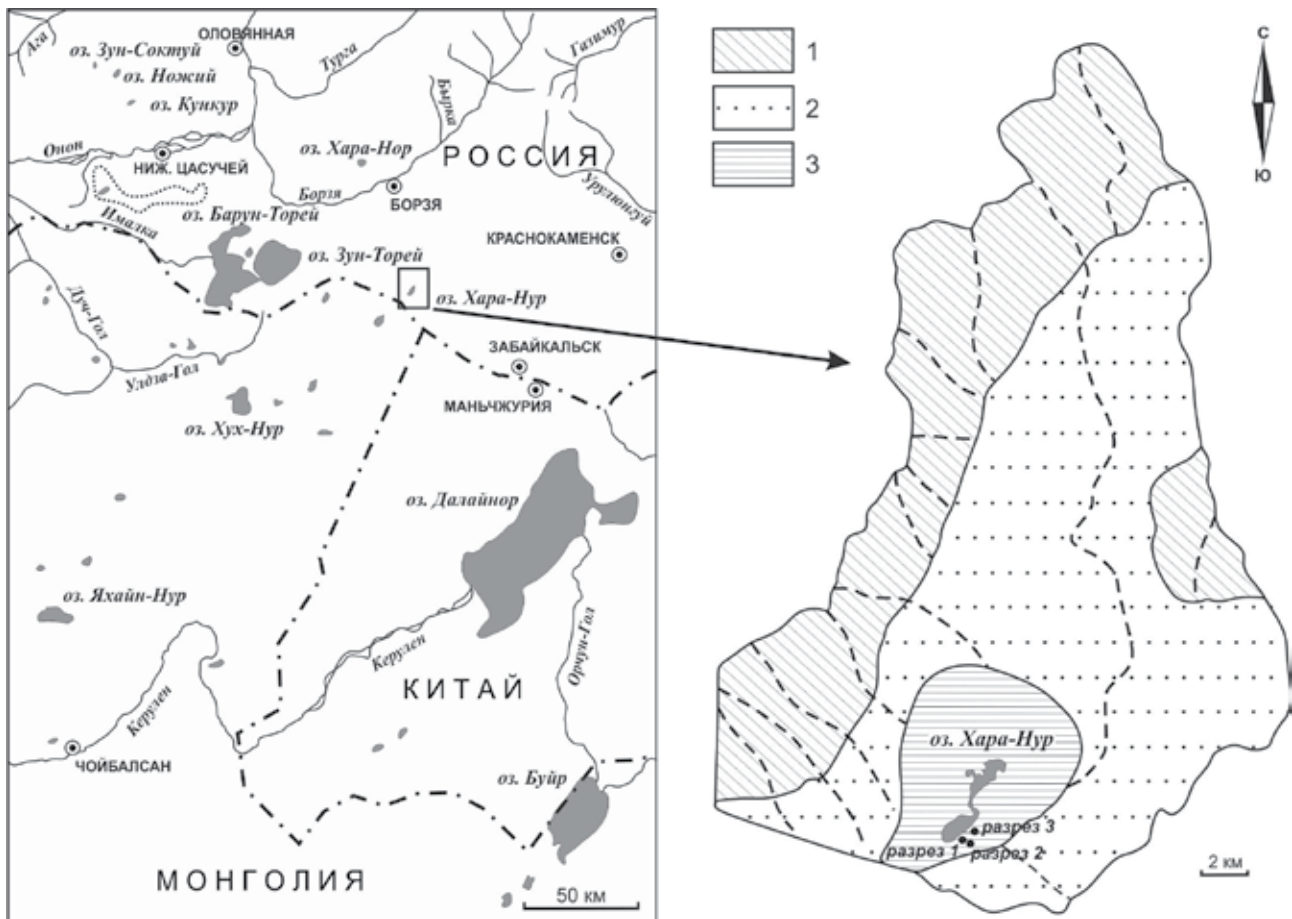 Ага
оз. Зун-Соктуй
ОЛОВЯННАЯ
оз. Ножий
Турга
Газимур
оз. Кункур
Бырка
Онон
НИЖ. ЦАСУЧЕЙ
оз. Хара-Нор
РОССИЯ
Борзя
БОРЗЯ
Урулюнгуй
Ималка
оз. Барун-Торей
КРАСНОКАМЕНСК
оз. Зун-Торей
Дуч-Гол
оз. Хара-Нур
ЗАБАЙКАЛЬСК
Улдза-Гол
МАНЬЧЖУРИЯ
оз. Хух-Нур
оз. Далайнор
оз. Яхайн-Нур
Керулен
Орчун-Гол
КИТАЙ
Керулен
ЧОЙБАЛСАН
оз. Буйр
МОНГОЛИЯ
50 км
1
2
3
С
Ю
оз. Хара-Нур
разрез 3
разрез 1
разрез 2
2 км